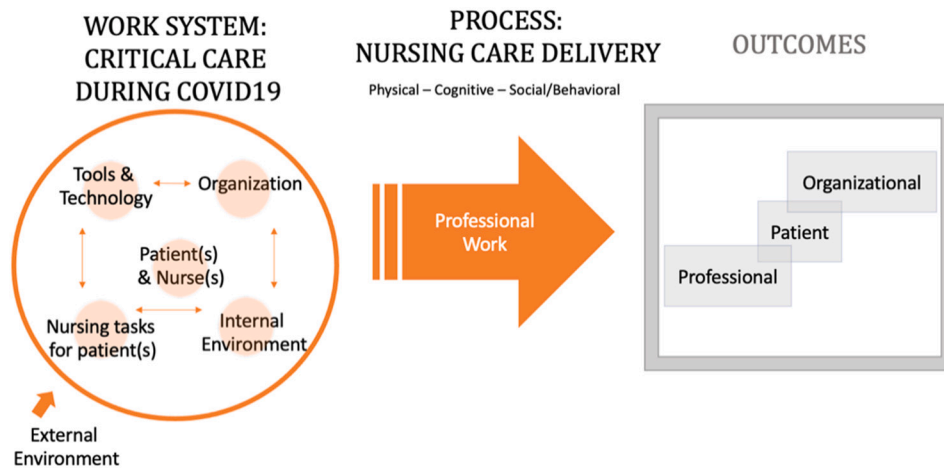 WORK SYSTEM:
CRITICAL CARE
DURING COVID19
Tools &
Technology
Organization
Patient(s)
& Nurse(s)
Nursing tasks
for patient(s)
Internal
Environment
External
Environment
PROCESS:
NURSING CARE DELIVERY
Physical – Cognitive – Social/Behavioral
Professional
Work
OUTCOMES
Organizational
Patient
Professional